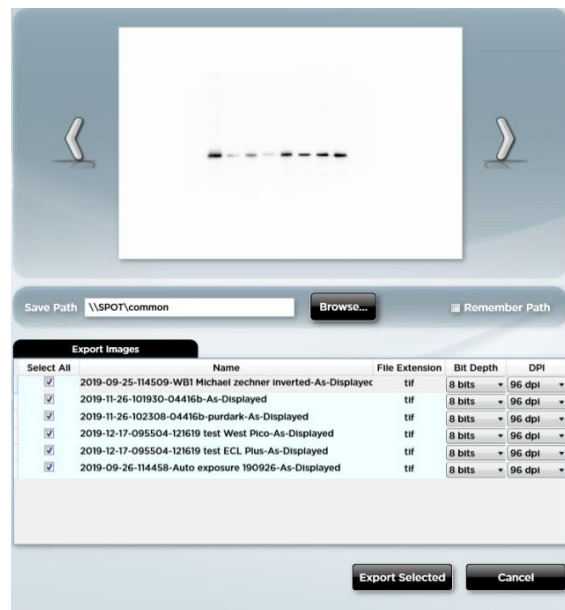 Save Path \\SPOT\common Browse... Remember Path
Export Images
Select All Name File Extension Bit Depth DPI
2019-09-25-114509-WB1 Michael zechner inverted-As-Displayec tif 8 bits 96 dpi
2019-11-26-101930-04416b-As-Displayed tif 8 bits 96 dpi
2019-11-26-102308-04416b-purdark-As-Displayed tif 8 bits 96 dpi
2019-12-17-095504-121619 test West Pico-As-Displayed tif 8 bits 96 dpi
2019-12-17-095504-121619 test ECL Plus-As-Displayed tif 8 bits 96 dpi
2019-09-26-114458-Auto exposure 190926-As-Displayed tif 8 bits 96 dpi
Export Selected Cancel